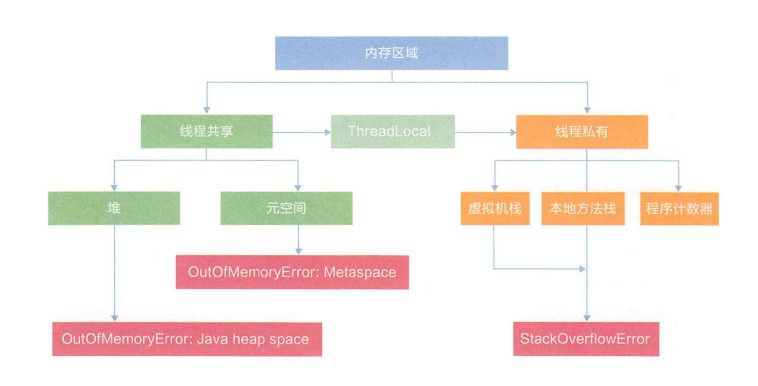 内存区域
线程共享
ThreadLocal
线程私有
堆
元空间
虚拟机栈
本地方法栈
程序计数器
OutOfMemoryError: Metaspace
OutOfMemoryError: Java heap space
StackOverflowError